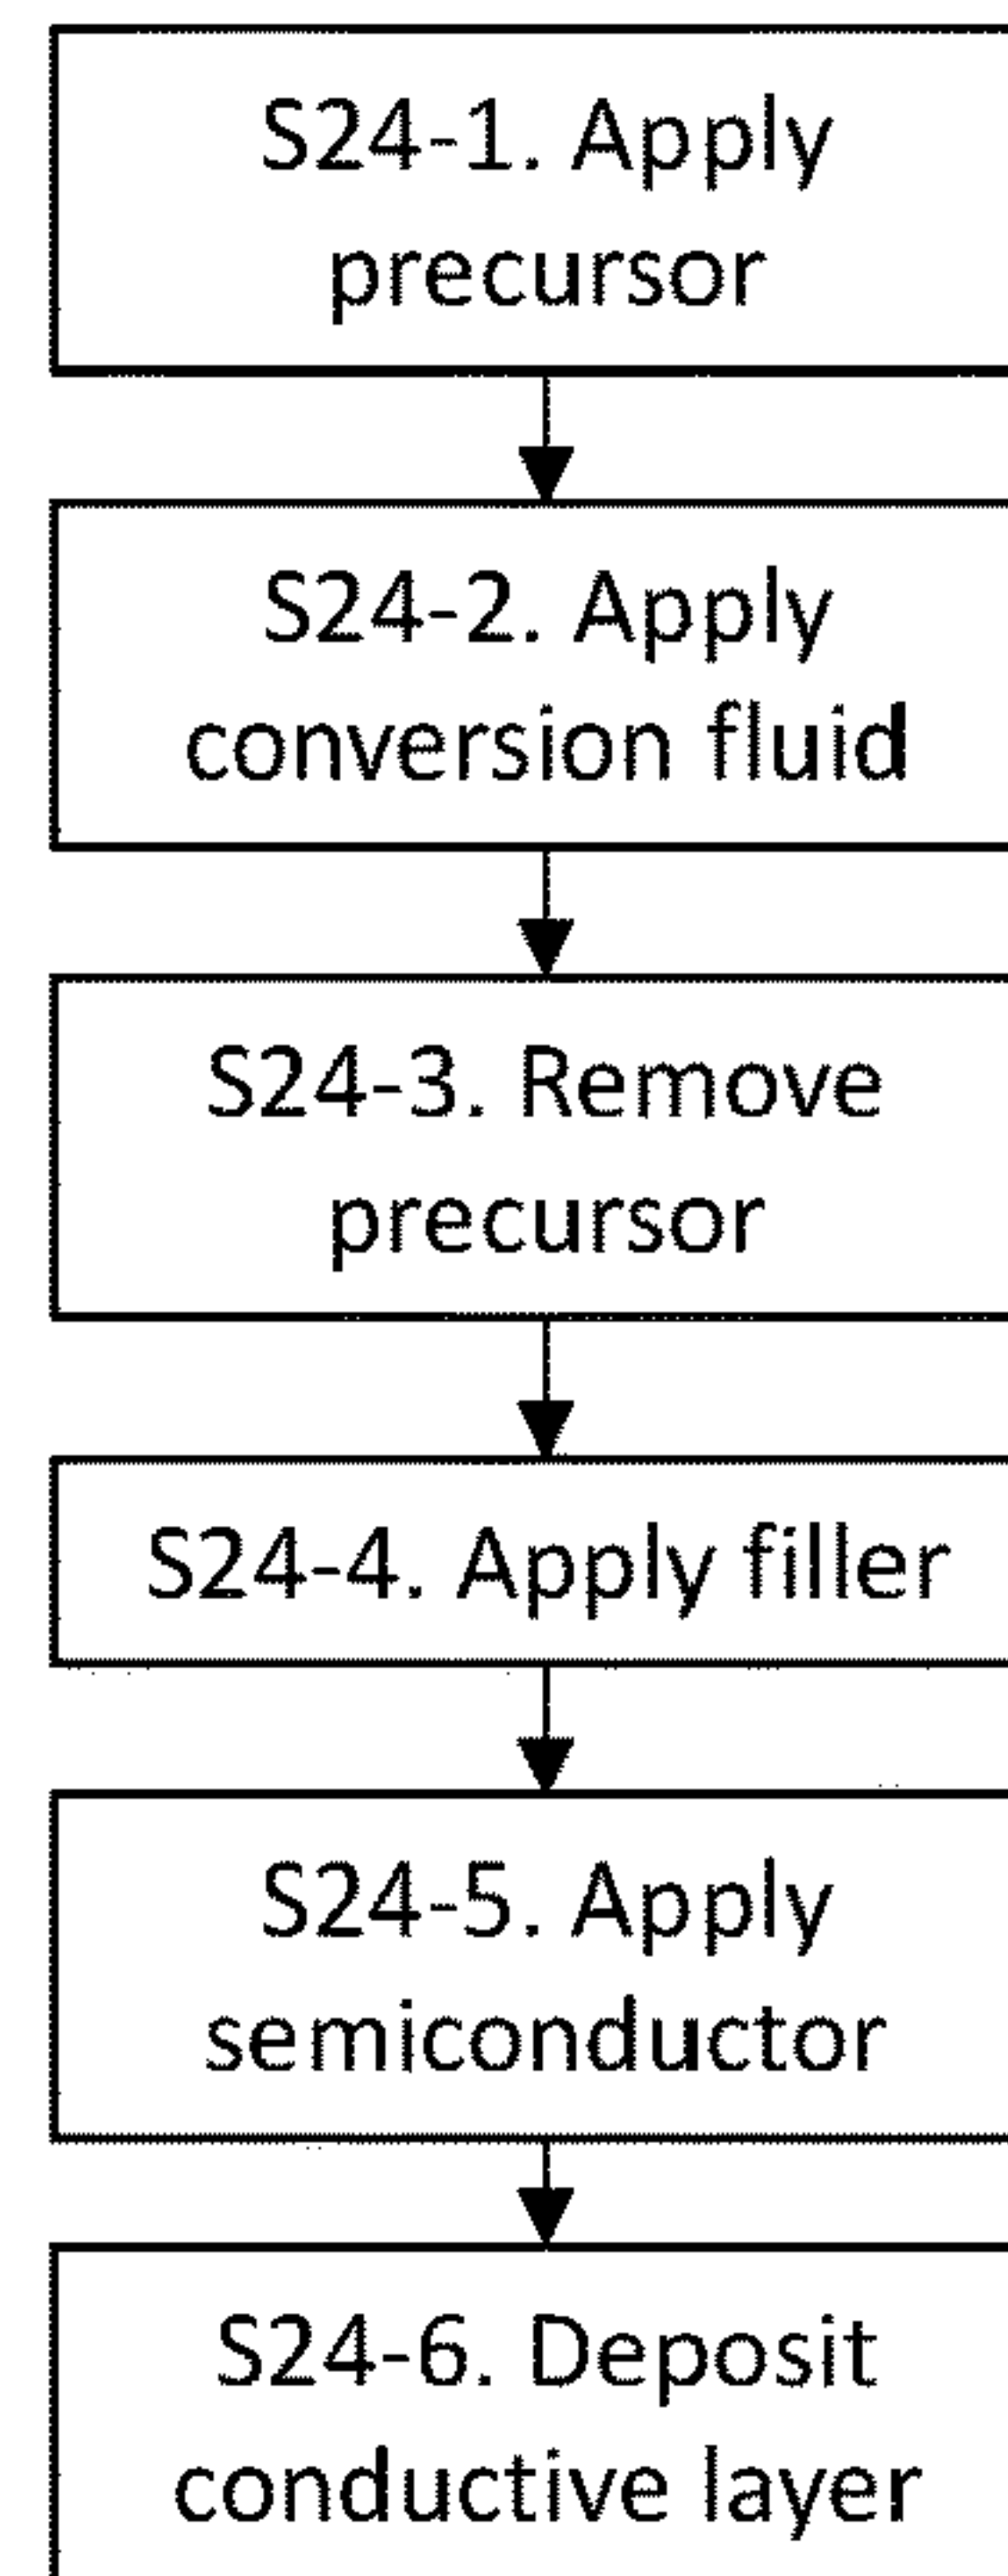 S24-1. Apply
precursor
S24-2. Apply
conversion fluid
S24-3. Remove
precursor
S24-4. Apply filler
S24-5. Apply
semiconductor
S24-6. Deposit
conductive layer